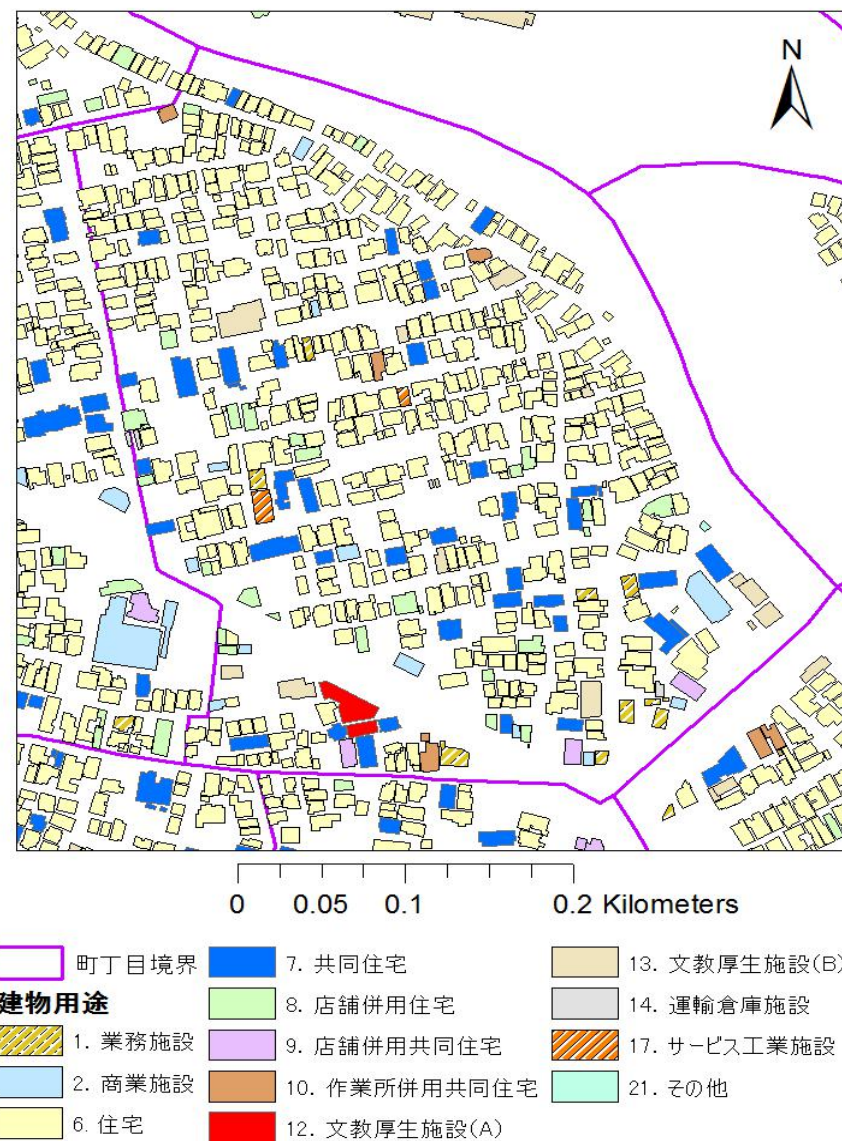 N
0 0.05 0.1 0.2 Kilometers
町丁目境界
建物用途
1. 業務施設
2. 商業施設
6. 住宅
7. 共同住宅
8. 店舗併用住宅
9. 店舗併用共同住宅
10. 作業所併用共同住宅
12. 文教厚生施設(A)
13. 文教厚生施設(B)
14. 運輸倉庫施設
17. サービス工業施設
21. その他